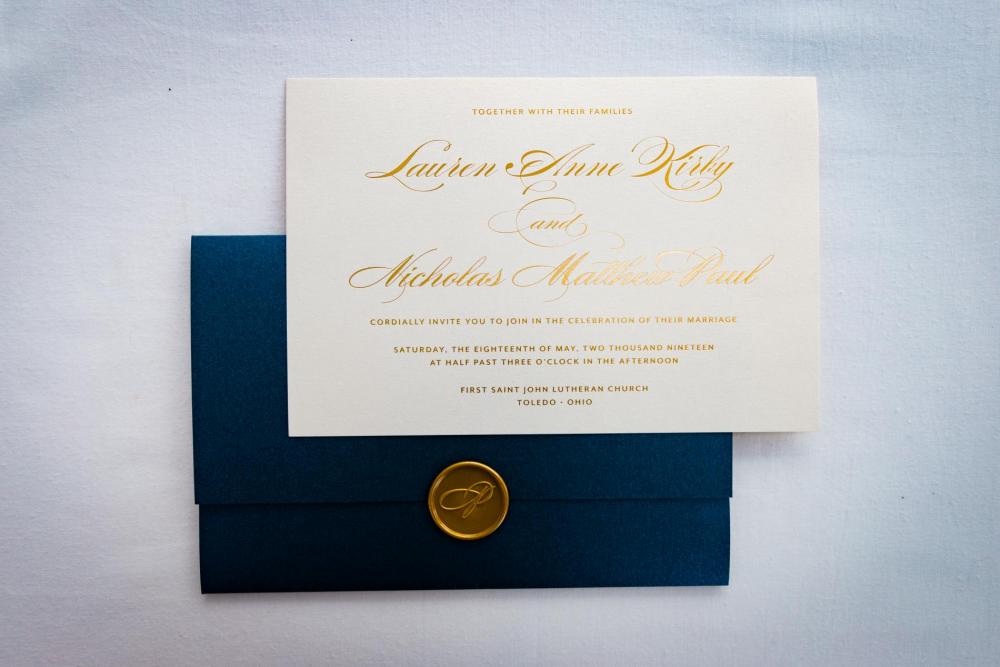 TOGETHER WITH THEIR FAMILIES
Lauren Anne Kirby
and
Nicholas Matthew Paul
CORDIALLY INVITE YOU TO JOIN IN THE CELEBRATION OF THEIR MARRIAGE
SATURDAY, THE EIGHTEENTH OF MAY, TWO THOUSAND NINETEEN
AT HALF PAST THREE O'CLOCK IN THE AFTERNOON
FIRST SAINT JOHN LUTHERAN CHURCH
TOLEDO · OHIO
P